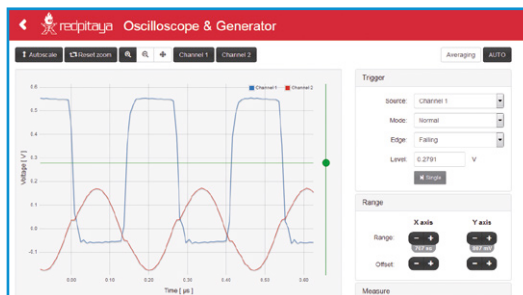 redpitaya Oscilloscope & Generator
Autoscale Reset zoom Channel 1 Channel 2 Averaging AUTO
Trigger
Source: Channel 1
Mode: Normal
Edge: Falling
Level: 0.2791 V
Single
Range
X axis Y axis
Range: - + - +
Offset: - + - +
Measure
Channel 1 Channel 2
0.6
0.5
0.4
0.3
0.2
0.1
0.0
-0.1
Voltage [ V ]
0.00 0.10 0.20 0.30 0.40 0.50 0.60
Time [ µs ]